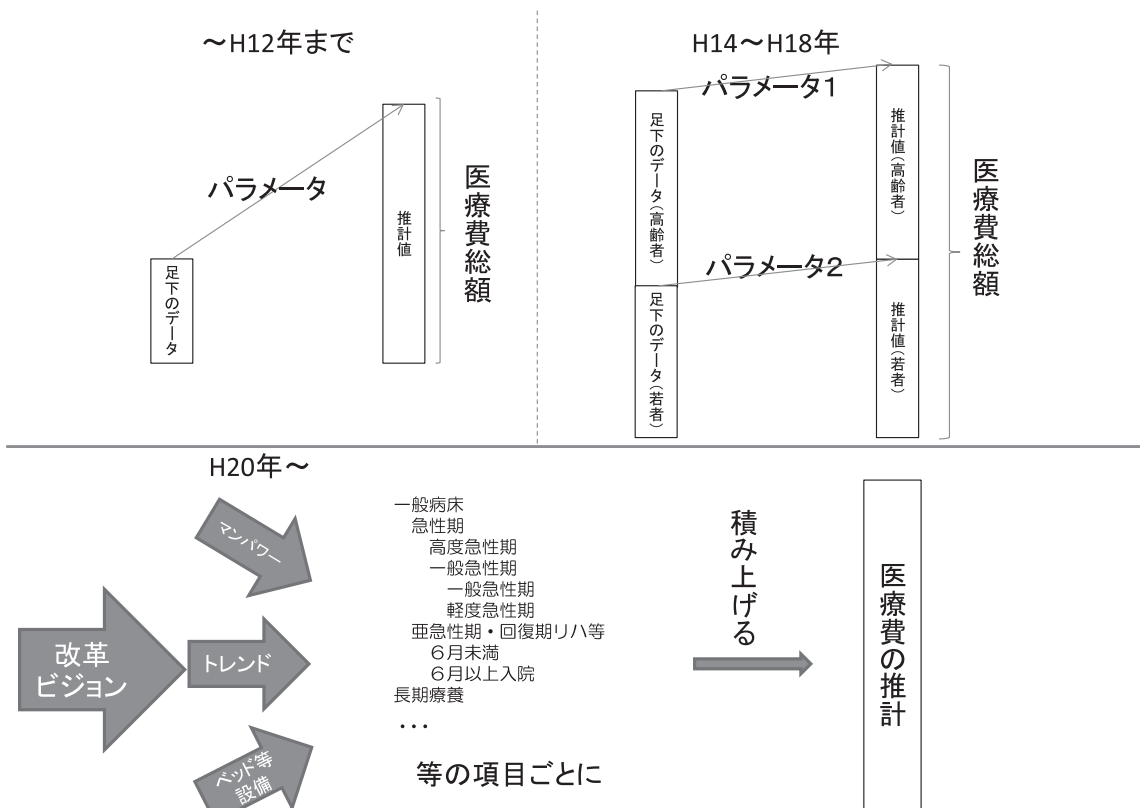 ～H12年まで
パラメータ
足下のデータ
推計値
医療費総額
H14～H18年
パラメータ1
足下のデータ(高齢者)
推計値(高齢者)
パラメータ2
足下のデータ(若者)
推計値(若者)
医療費総額
H20年～
改革
ビジョン
マンパワー
トレンド
ベッド等
設備
一般病床
急性期
高度急性期
一般急性期
一般急性期
軽度急性期
亜急性期・回復期リハ等
６月未満
６月以上入院
長期療養
・・・
等の項目ごとに
積み上げる
医療費の推計